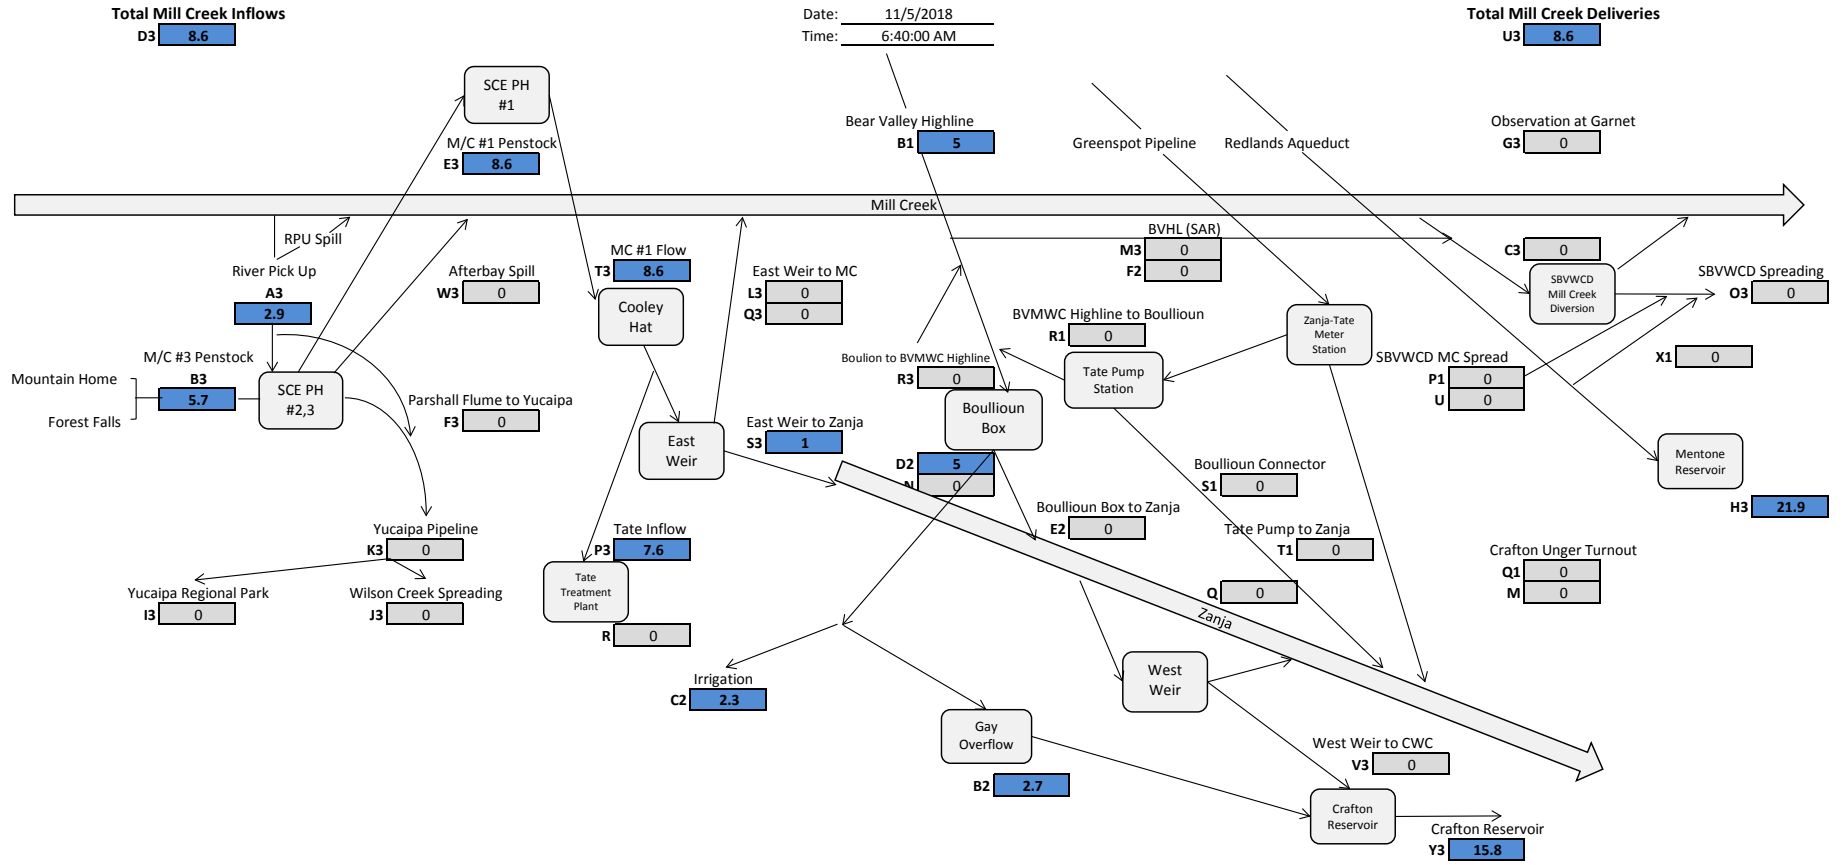 Total Mill Creek Inflows
D3 8.6
Date: 11/5/2018
Time: 6:40:00 AM
Total Mill Creek Deliveries
U3 8.6
SCE PH
#1
M/C #1 Penstock
E3 8.6
Bear Valley Highline
B1 5
Greenspot Pipeline
Redlands Aqueduct
Observation at Garnet
G3 0
Mill Creek
RPU Spill
River Pick Up
A3
2.9
Afterbay Spill
W3 0
MC #1 Flow
T3 8.6
Cooley
Hat
East Weir to MC
L3 0
Q3 0
BVHL (SAR)
M3 0
F2 0
C3 0
SBVWCD
Mill Creek
Diversion
SBVWCD Spreading
O3 0
BVMWC Highline to Boullioun
R1 0
Zanja-Tate
Meter
Station
M/C #3 Penstock
B3
5.7
Mountain Home
Forest Falls
SCE PH
#2,3
Parshall Flume to Yucaipa
F3 0
Boulion to BVMWC Highline
R3 0
Tate Pump
Station
SBVWCD MC Spread
P1 0
U 0
X1 0
Boullioun
Box
East
Weir
East Weir to Zanja
S3 1
D2 5
N 0
Boullioun Connector
S1 0
Mentone
Reservoir
H3 21.9
Boullioun Box to Zanja
E2 0
Yucaipa Pipeline
K3 0
Tate Inflow
P3 7.6
Tate Pump to Zanja
T1 0
Crafton Unger Turnout
Q1 0
M 0
Yucaipa Regional Park
I3 0
Wilson Creek Spreading
J3 0
Tate
Treatment
Plant
R 0
Q 0
Zanja
Irrigation
C2 2.3
West
Weir
Gay
Overflow
B2 2.7
West Weir to CWC
V3 0
Crafton
Reservoir
Crafton Reservoir
Y3 15.8